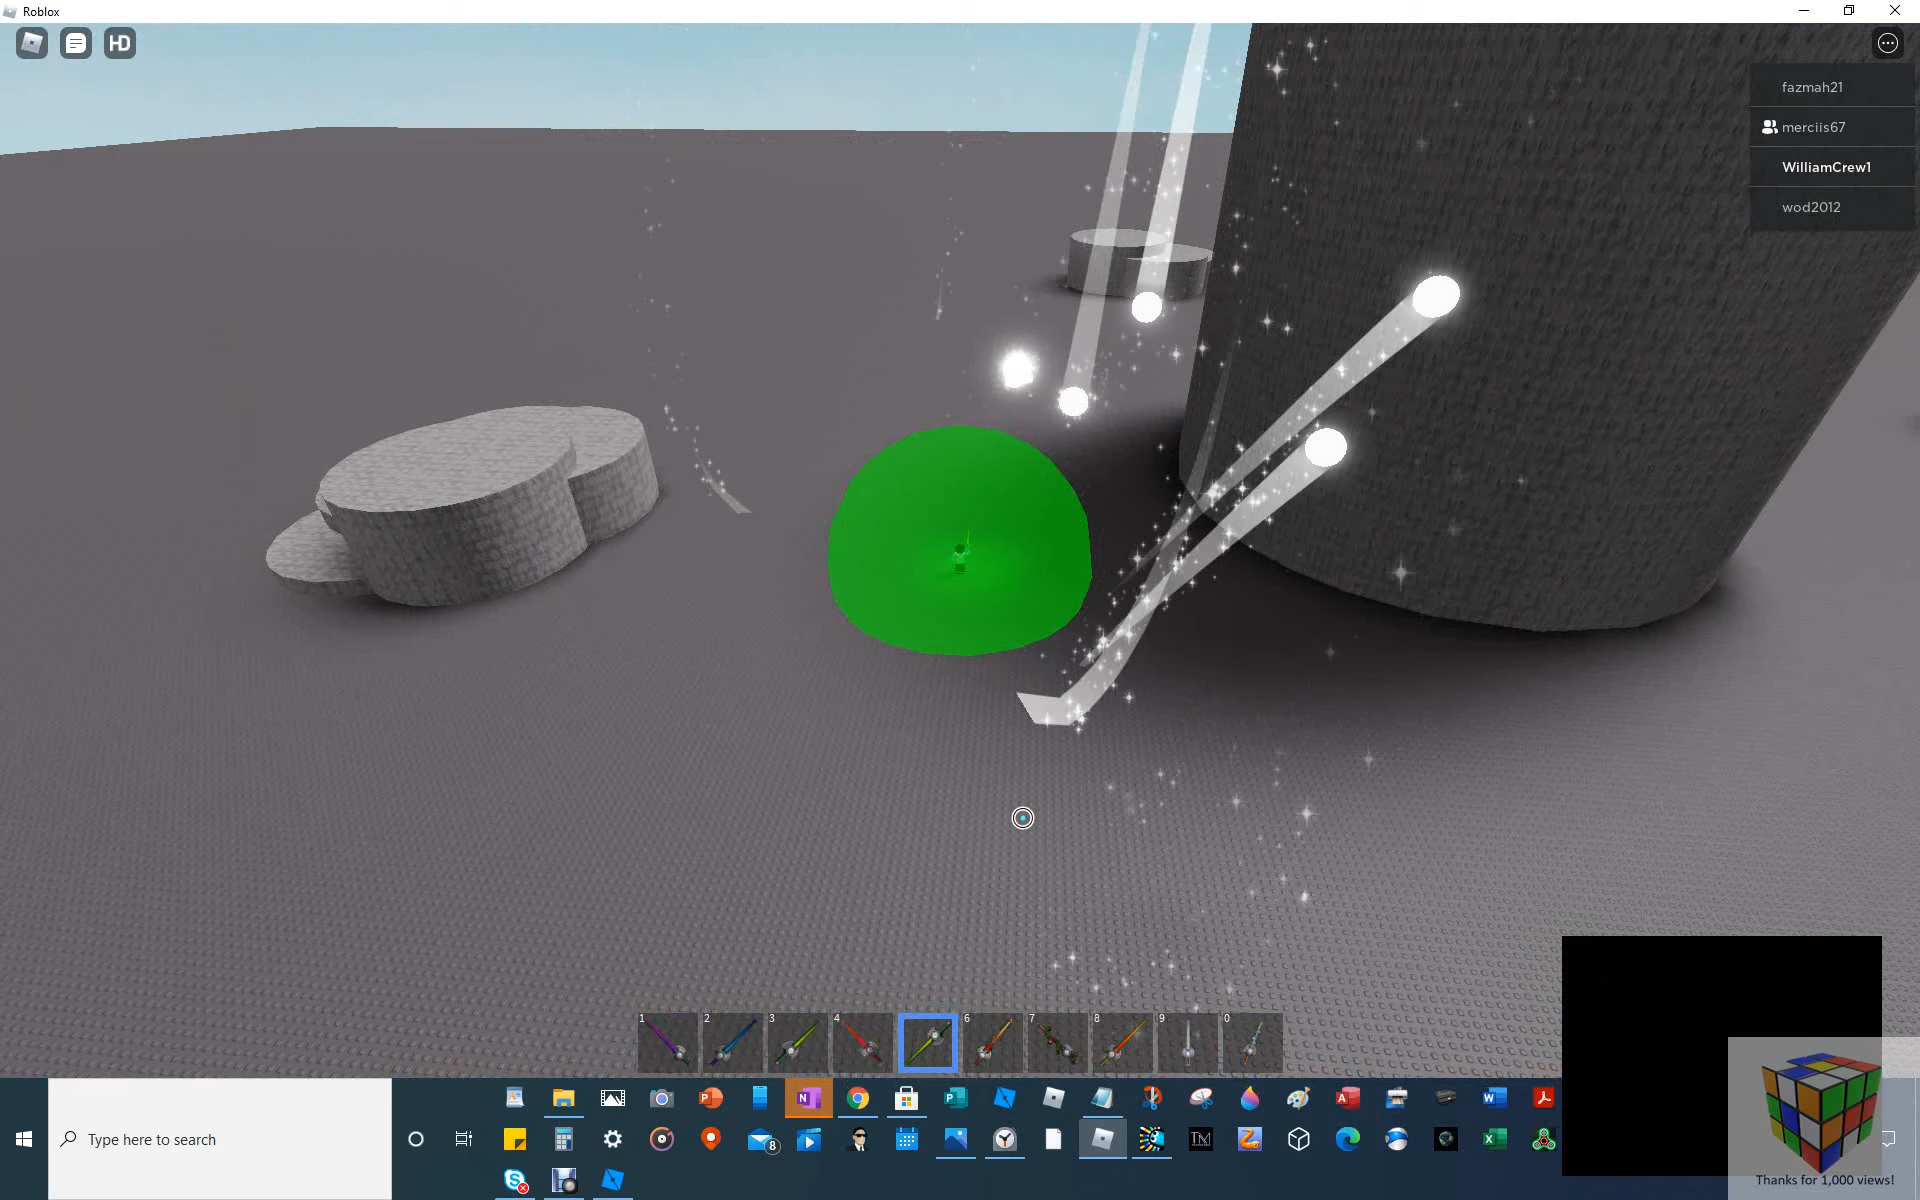 Roblox
HD
fazmah21
merciis67
WilliamCrew1
wod2012
1
2
3
4
6
7
8
9
0
Type here to search
8
Thanks for 1,000 views!